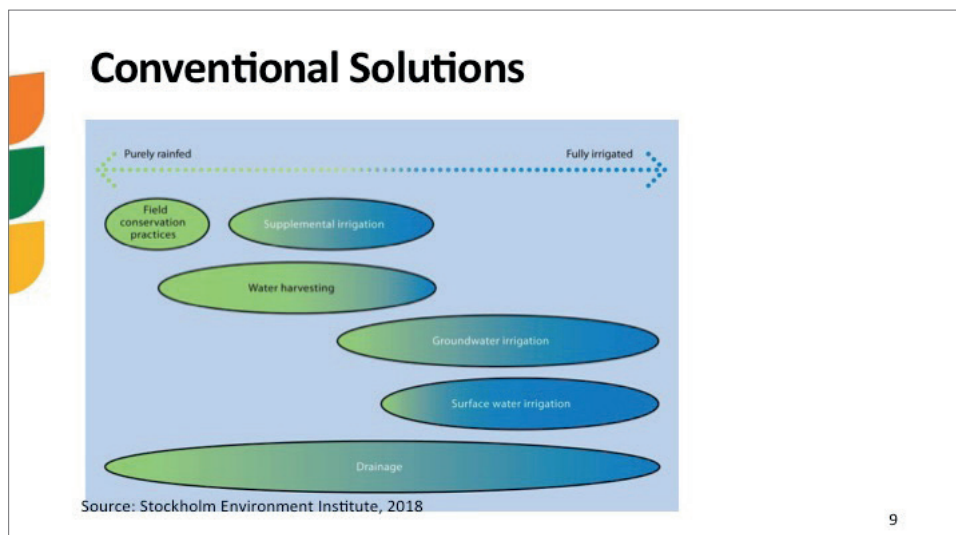 Conventional Solutions
Purely rainfed
Fully irrigated
Field
conservation
practices
Supplemental irrigation
Water harvesting
Groundwater irrigation
Surface water irrigation
Drainage
Source: Stockholm Environment Institute, 2018
9